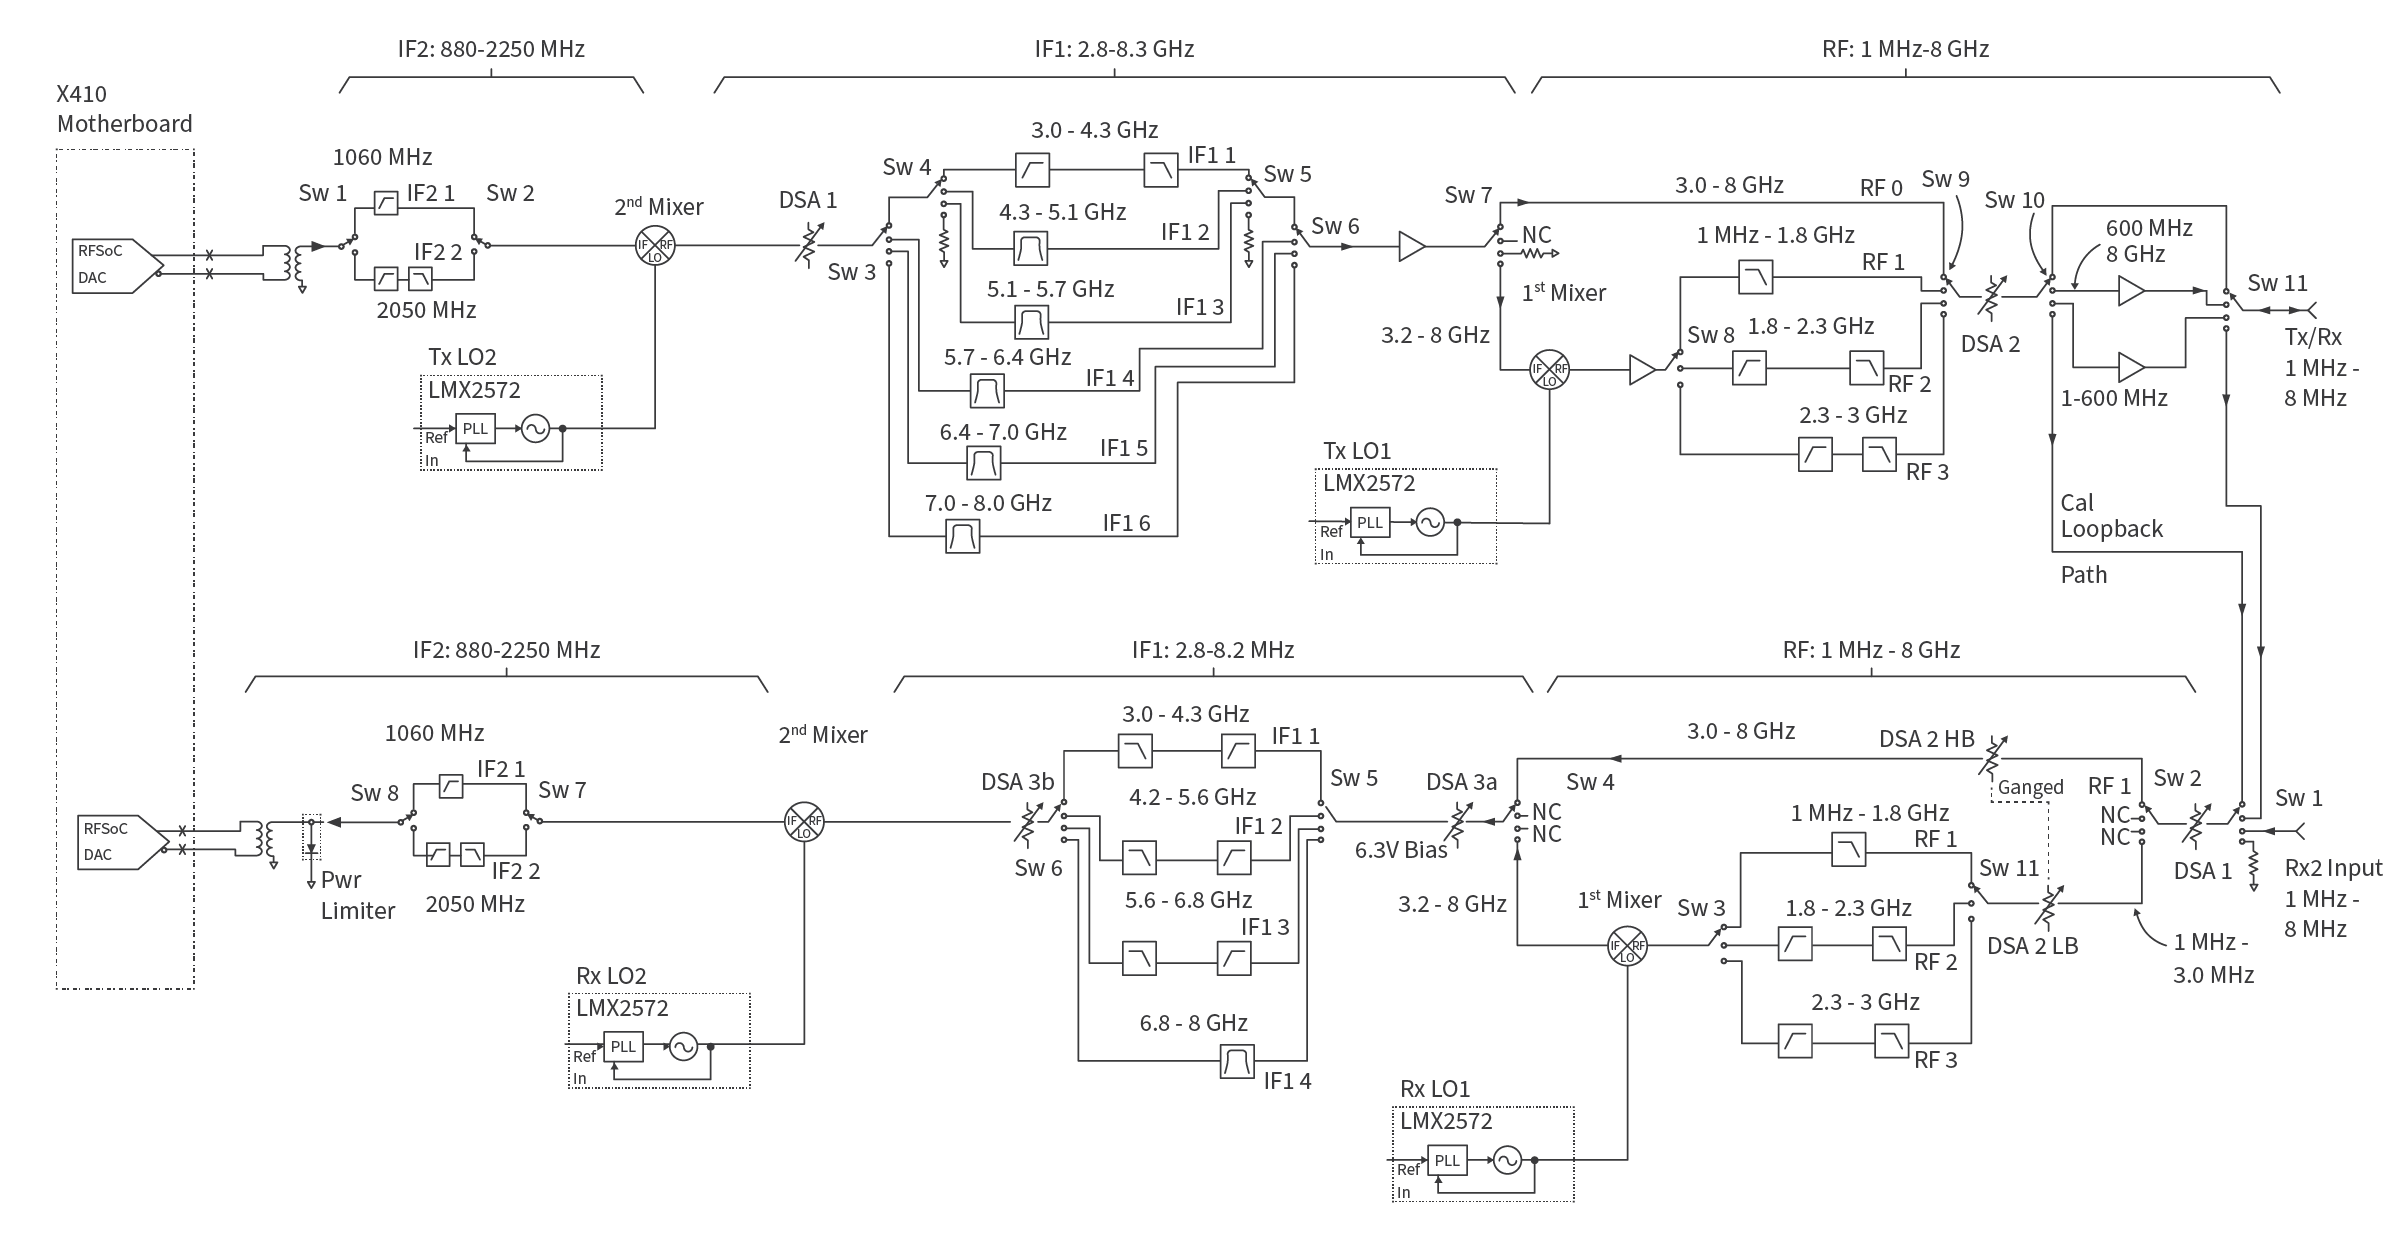 IF2: 880-2250 MHz
IF1: 2.8-8.3 GHz
RF: 1 MHz-8 GHz
X410
Motherboard
RFSoC
DAC
1060 MHz
Sw 1
IF2 1
Sw 2
IF2 2
2050 MHz
2nd Mixer
IF
RF
LO
Tx LO2
LMX2572
PLL
Ref
In
DSA 1
Sw 3
Sw 4
3.0 - 4.3 GHz
IF1 1
Sw 5
4.3 - 5.1 GHz
IF1 2
5.1 - 5.7 GHz
IF1 3
5.7 - 6.4 GHz
IF1 4
6.4 - 7.0 GHz
IF1 5
7.0 - 8.0 GHz
IF1 6
Sw 6
Sw 7
NC
3.2 - 8 GHz
1st Mixer
IF
RF
LO
Tx LO1
LMX2572
PLL
Ref
In
3.0 - 8 GHz
RF 0
1 MHz - 1.8 GHz
RF 1
Sw 8
1.8 - 2.3 GHz
RF 2
2.3 - 3 GHz
RF 3
Sw 9
Sw 10
DSA 2
600 MHz
8 GHz
1-600 MHz
Sw 11
Tx/Rx
1 MHz -
8 MHz
Cal
Loopback
Path
IF2: 880-2250 MHz
IF1: 2.8-8.2 MHz
RF: 1 MHz - 8 GHz
RFSoC
DAC
Pwr
Limiter
1060 MHz
Sw 8
IF2 1
Sw 7
IF2 2
2050 MHz
2nd Mixer
IF
RF
LO
Rx LO2
LMX2572
PLL
Ref
In
DSA 3b
Sw 6
3.0 - 4.3 GHz
IF1 1
Sw 5
4.2 - 5.6 GHz
IF1 2
5.6 - 6.8 GHz
IF1 3
6.8 - 8 GHz
IF1 4
DSA 3a
6.3V Bias
Sw 4
NC
NC
3.2 - 8 GHz
1st Mixer
IF
RF
LO
Rx LO1
LMX2572
PLL
Ref
In
3.0 - 8 GHz
DSA 2 HB
Ganged
Sw 3
1 MHz - 1.8 GHz
RF 1
1.8 - 2.3 GHz
RF 2
2.3 - 3 GHz
RF 3
Sw 11
DSA 2 LB
RF 1
NC
NC
Sw 2
DSA 1
Sw 1
1 MHz -
3.0 MHz
Rx2 Input
1 MHz -
8 MHz